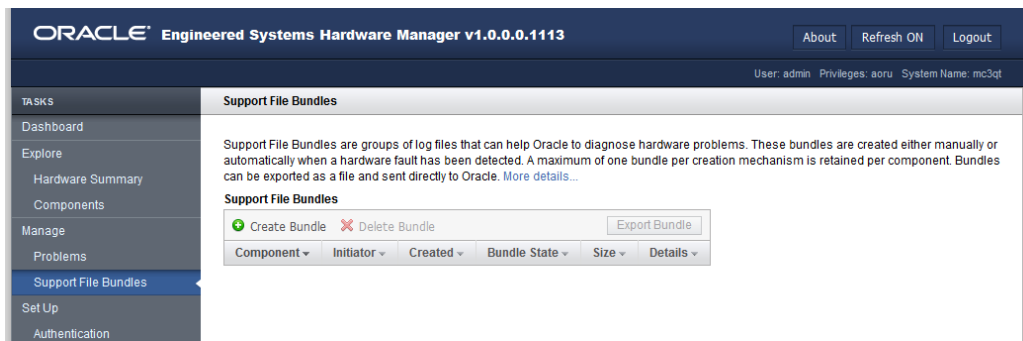 ORACLE Engineered Systems Hardware Manager v1.0.0.0.1113
About Refresh ON Logout
User: admin Privileges: aoru System Name: mc3qt
TASKS
Dashboard
Explore
Hardware Summary
Components
Manage
Problems
Support File Bundles
Set Up
Authentication
Support File Bundles
Support File Bundles are groups of log files that can help Oracle to diagnose hardware problems. These bundles are created either manually or
automatically when a hardware fault has been detected. A maximum of one bundle per creation mechanism is retained per component. Bundles
can be exported as a file and sent directly to Oracle. More details...
Support File Bundles
Create Bundle Delete Bundle Export Bundle
Component Initiator Created Bundle State Size Details